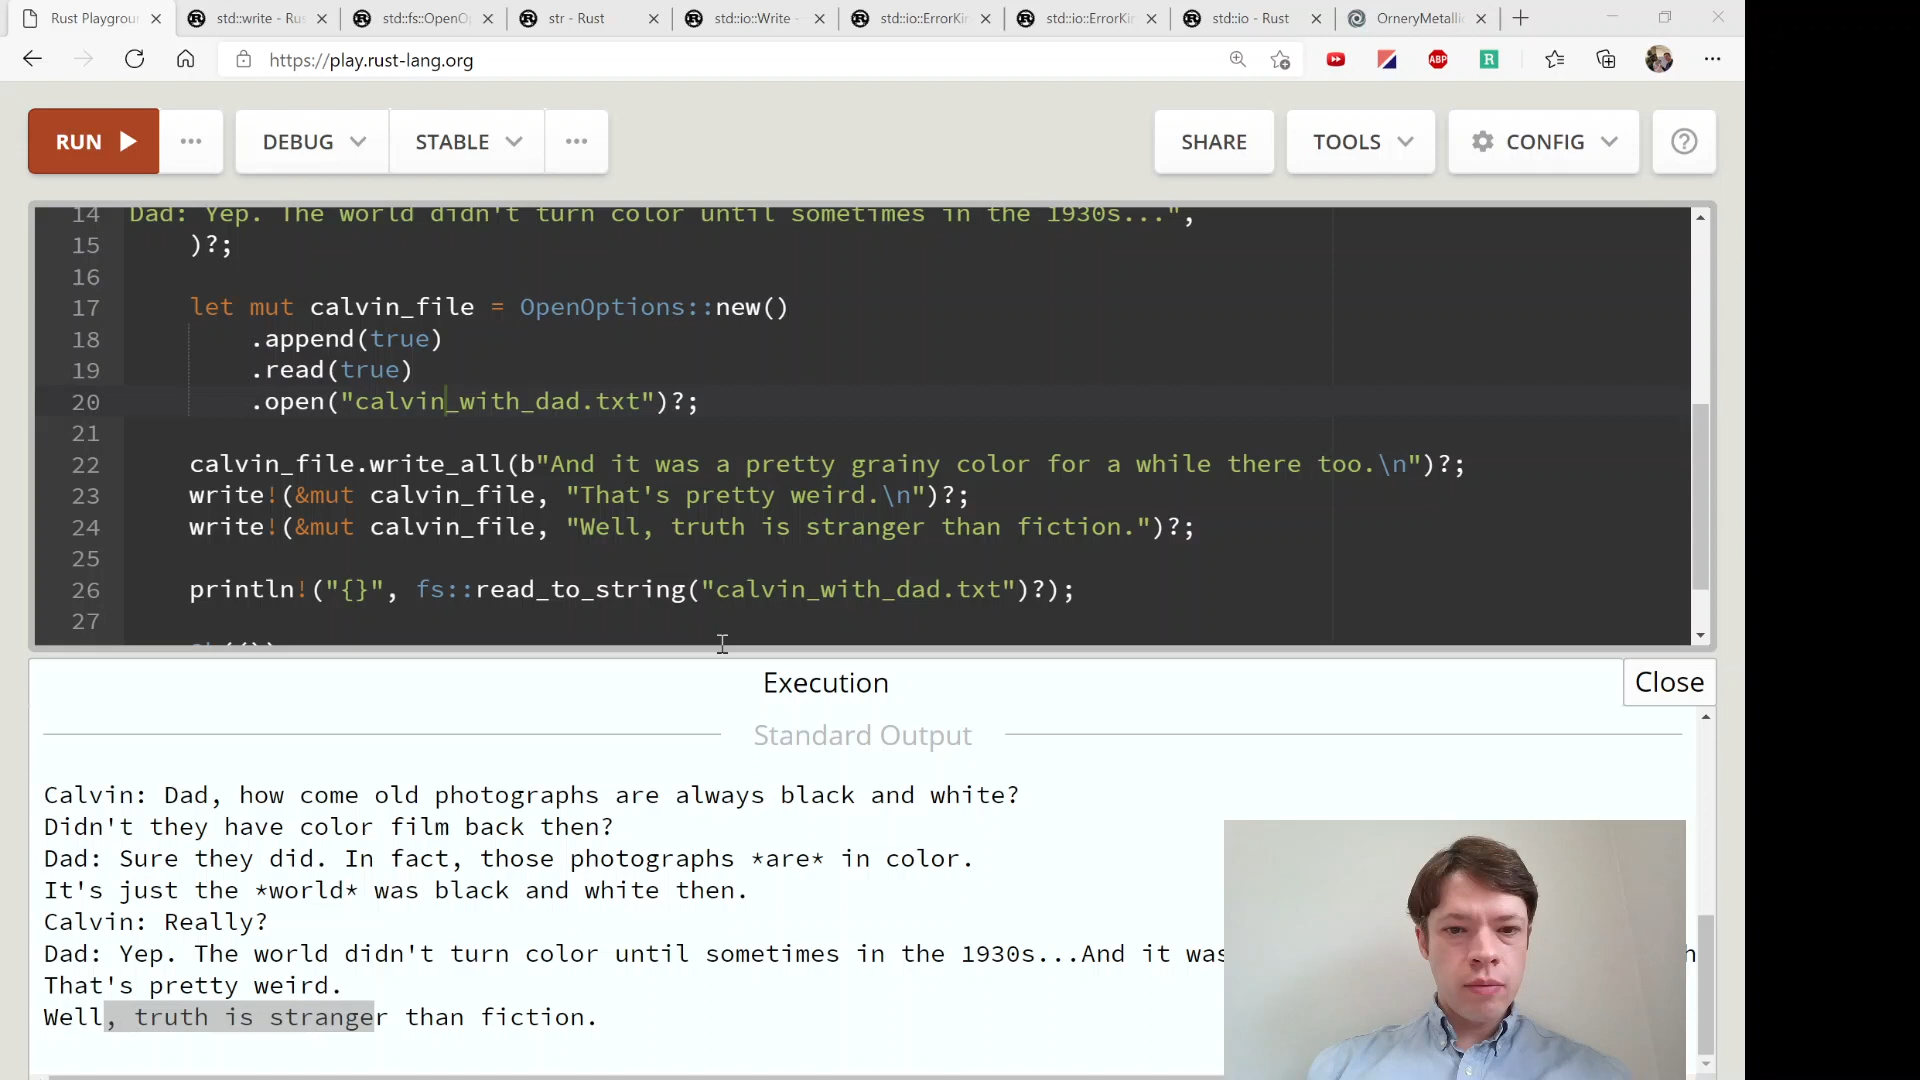 Rust Playgroun
std::write - Rus
std::fs::OpenO
str - Rust
std::io::Write -
std::io::ErrorKin
std::io::ErrorKin
std::io - Rust
OrneryMetallic
https://play.rust-lang.org
ABP
R
RUN
DEBUG
STABLE
SHARE
TOOLS
CONFIG
14 Dad: Yep. The world didn't turn color until sometimes in the 1930s...",
15 )?;
16
17 let mut calvin_file = OpenOptions::new()
18 .append(true)
19 .read(true)
20 .open("calvin_with_dad.txt")?;
21
22 calvin_file.write_all(b"And it was a pretty grainy color for a while there too.\n")?;
23 write!(&mut calvin_file, "That's pretty weird.\n")?;
24 write!(&mut calvin_file, "Well, truth is stranger than fiction.")?;
25
26 println!("{}", fs::read_to_string("calvin_with_dad.txt")?);
27
Execution
Close
Standard Output
Calvin: Dad, how come old photographs are always black and white?
Didn't they have color film back then?
Dad: Sure they did. In fact, those photographs *are* in color.
It's just the *world* was black and white then.
Calvin: Really?
Dad: Yep. The world didn't turn color until sometimes in the 1930s...And it was
That's pretty weird.
Well, truth is stranger than fiction.